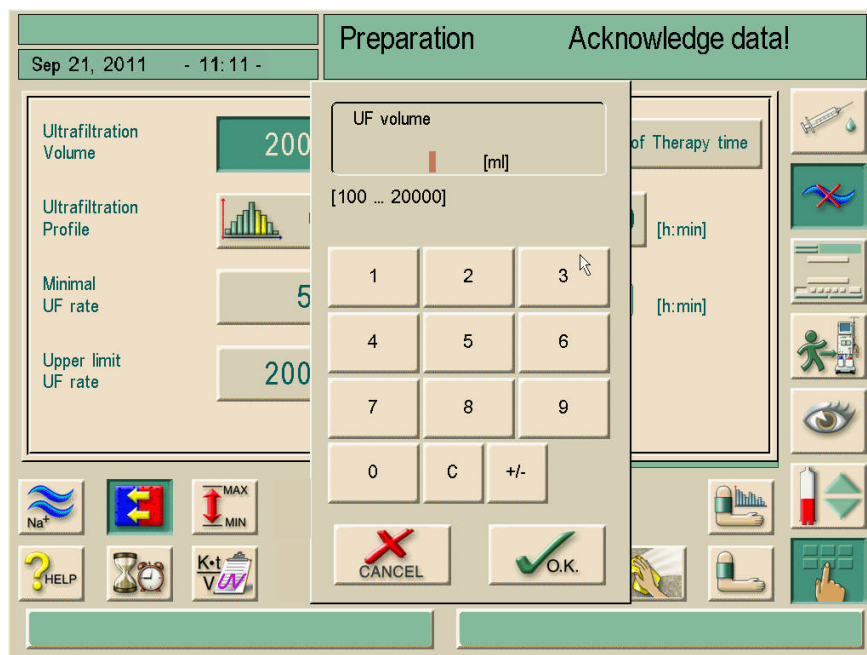 Preparation Acknowledge data!
Sep 21, 2011 - 11:11 -
Ultrafiltration
Volume
200
Ultrafiltration
Profile
Minimal
UF rate
5
Upper limit
UF rate
200
UF volume
[ml]
[100 ... 20000]
1 2 3
4 5 6
7 8 9
0 C +/-
CANCEL O.K.
of Therapy time
[h:min]
[h:min]
Na+
MAX
MIN
HELP
K•t
V UV